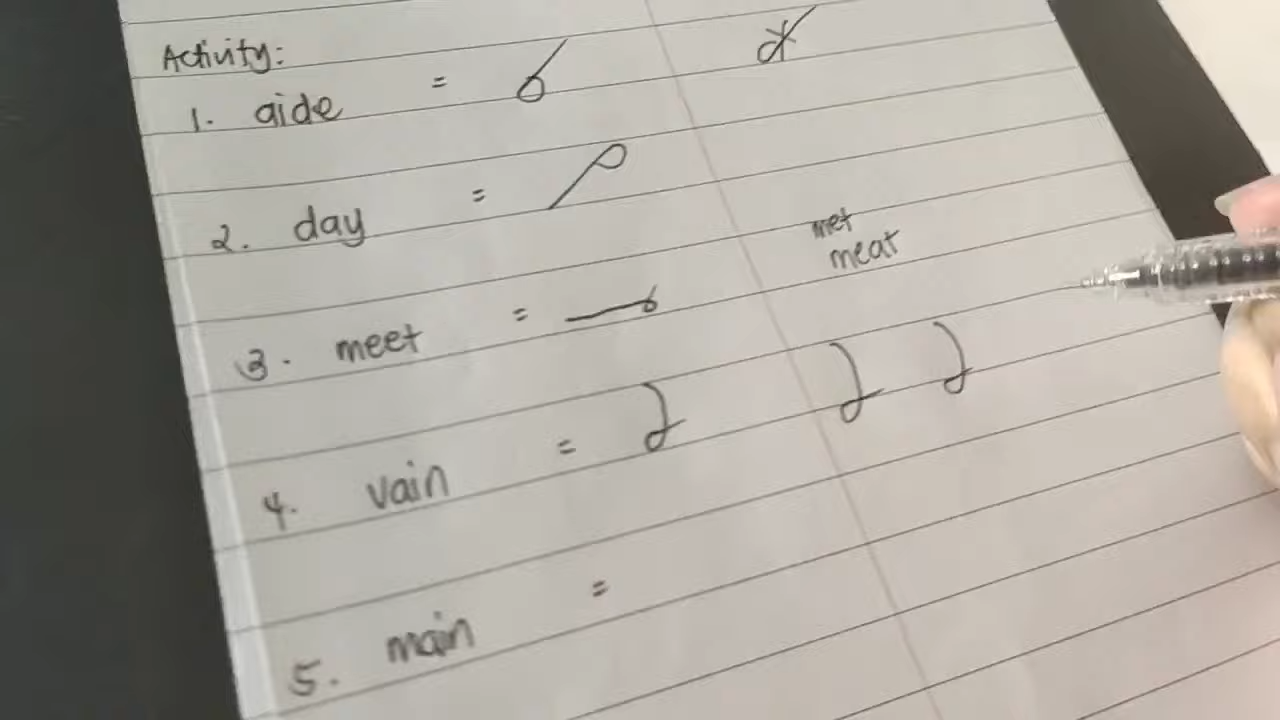 Activity:
1. aide =
2. day =
met
meat
3. meet =
4. vain =
5. main =